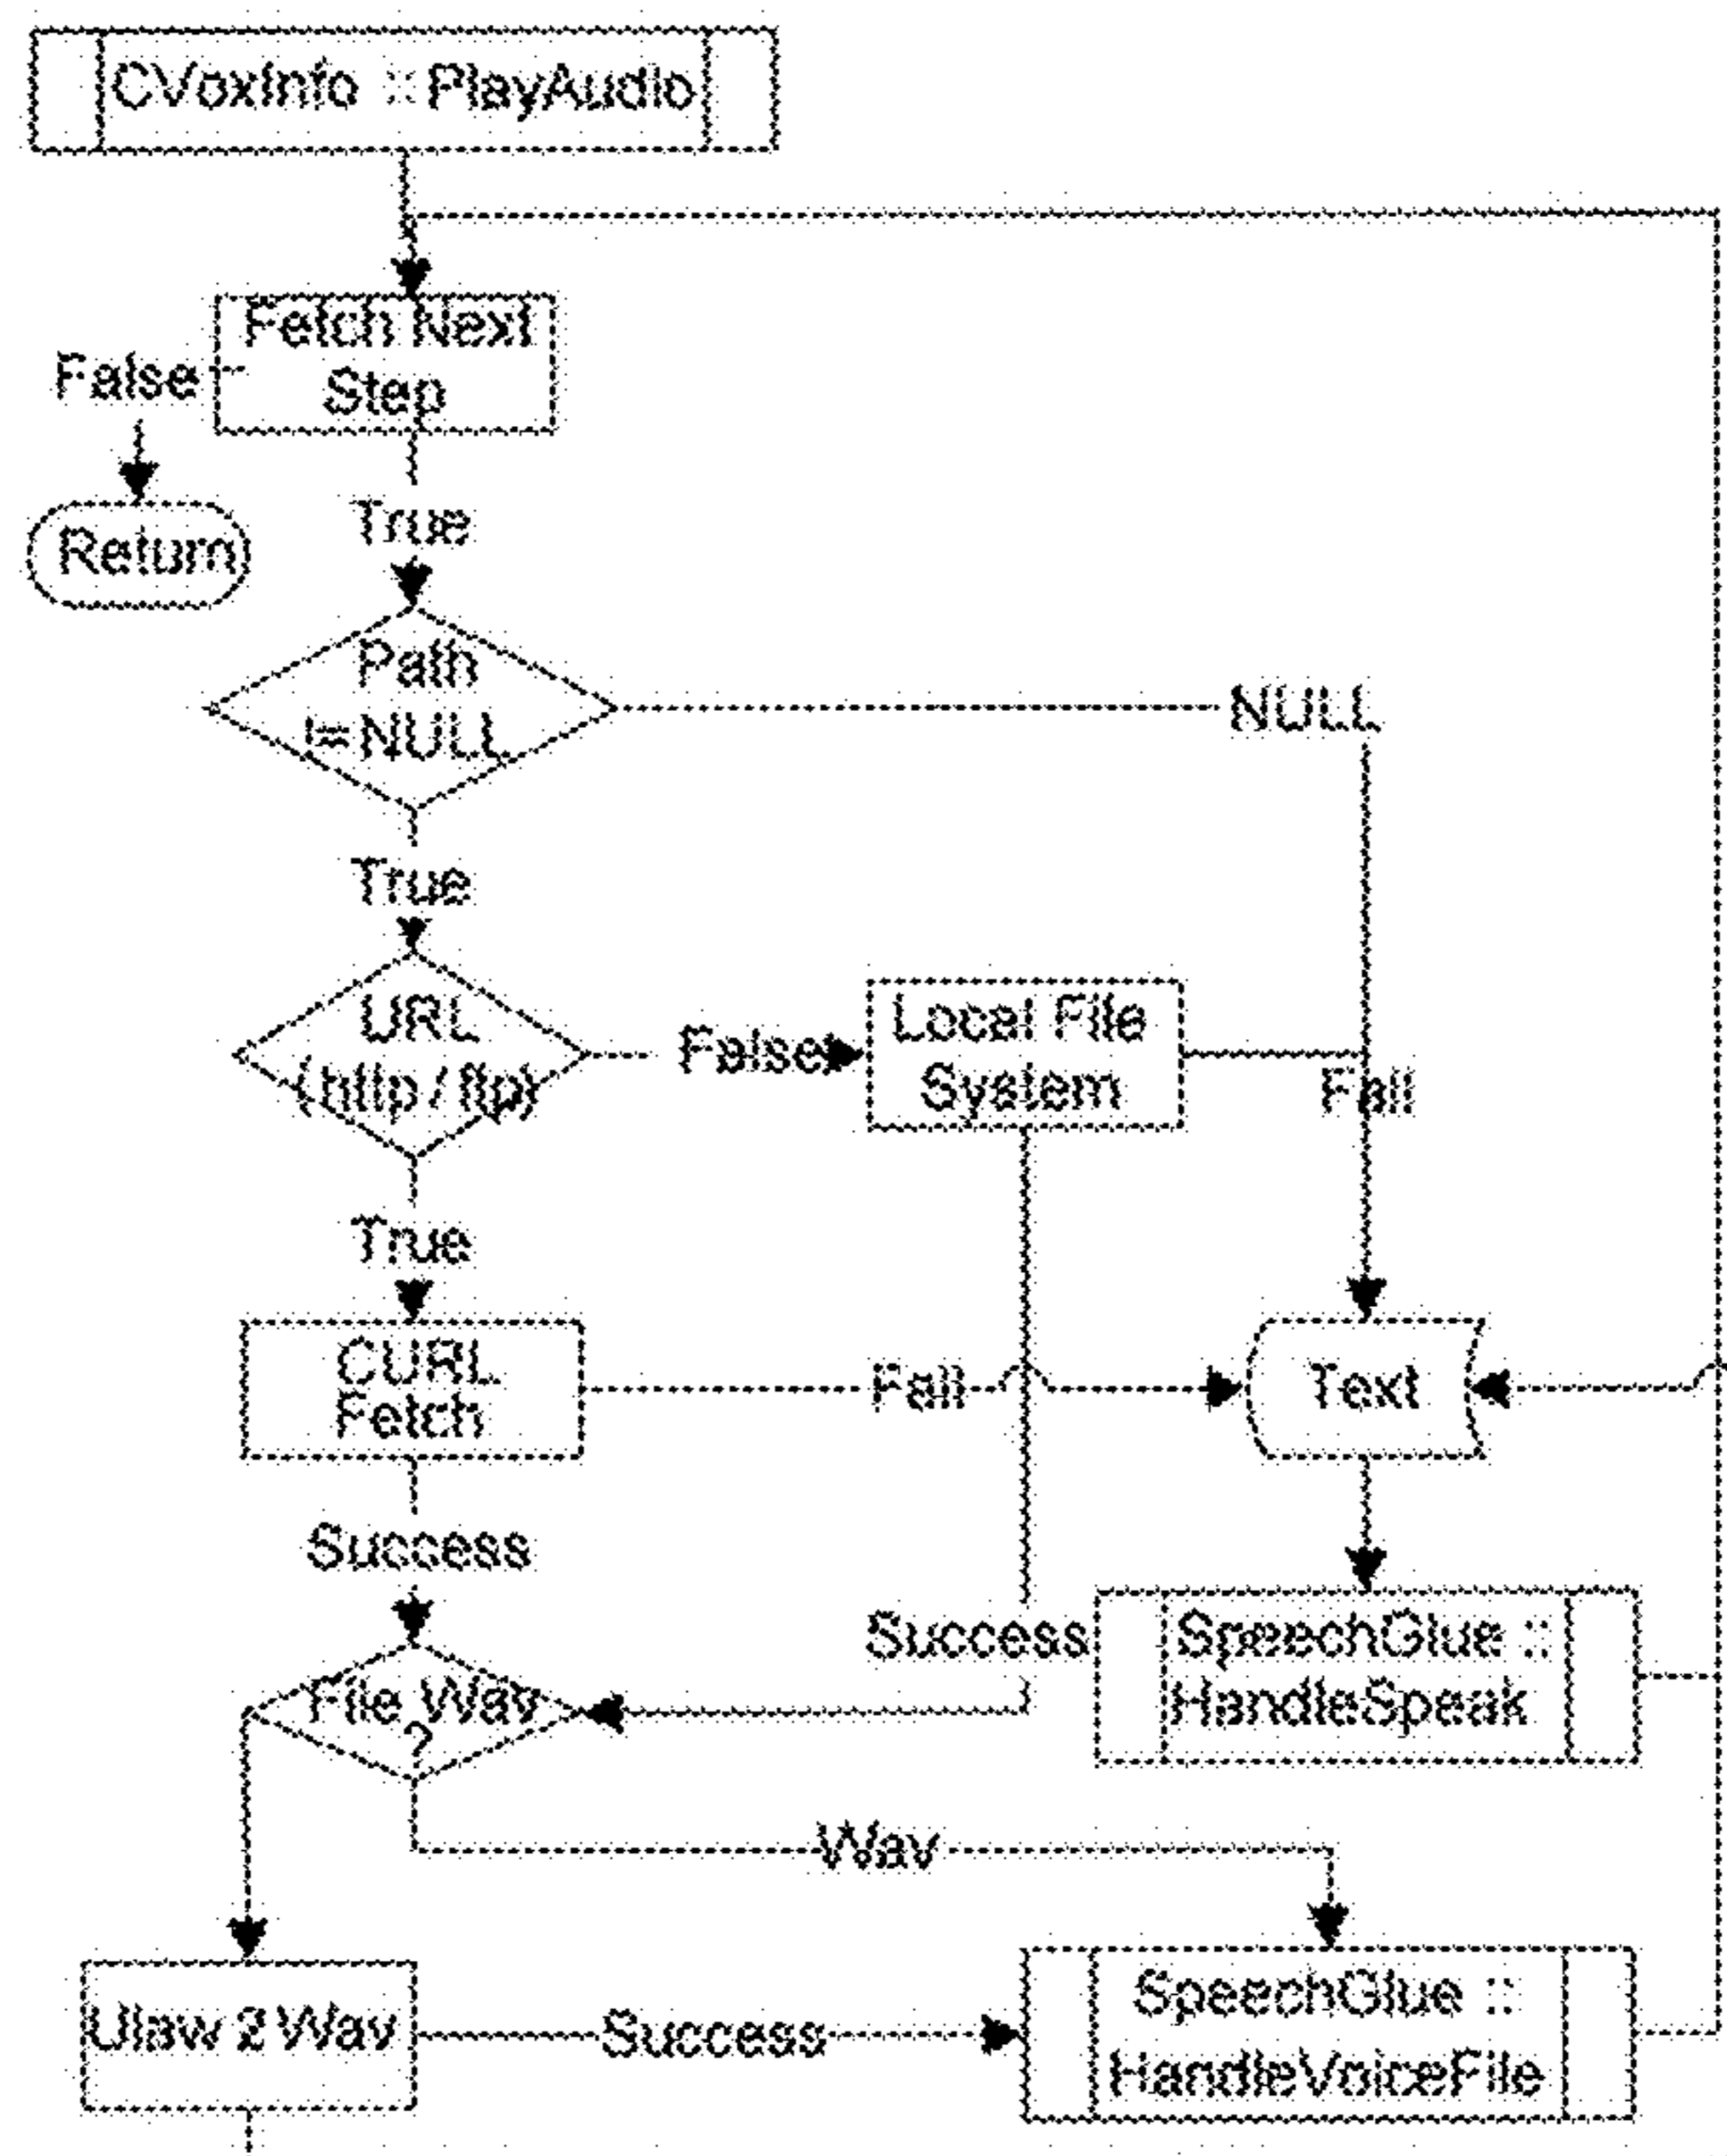 CVoxInfo :: PlayAudio
Fetch Next
Step
False
Return
True
Path
!=NULL
NULL
True
URL
(http / ftp)
False
Local File
System
Fail
True
CURL
Fetch
Fail
Text
Success
Success
SpeechGlue ::
HandleSpeak
File Wav
?
Wav
Ulaw 2 Wav
Success
SpeechGlue ::
HandleVoiceFile